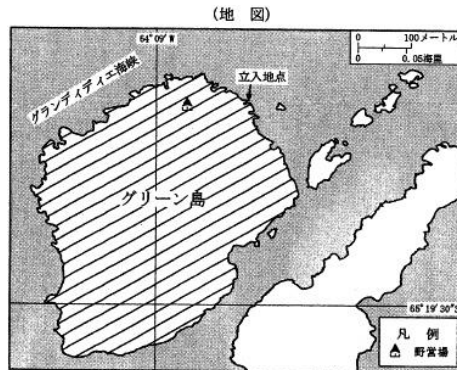 (地 図)
64°09′W
0 100メートル
0 0.05海里
グランディディエ海峡
立入地点
グリーン島
65°19′30″S
凡 例
野営場